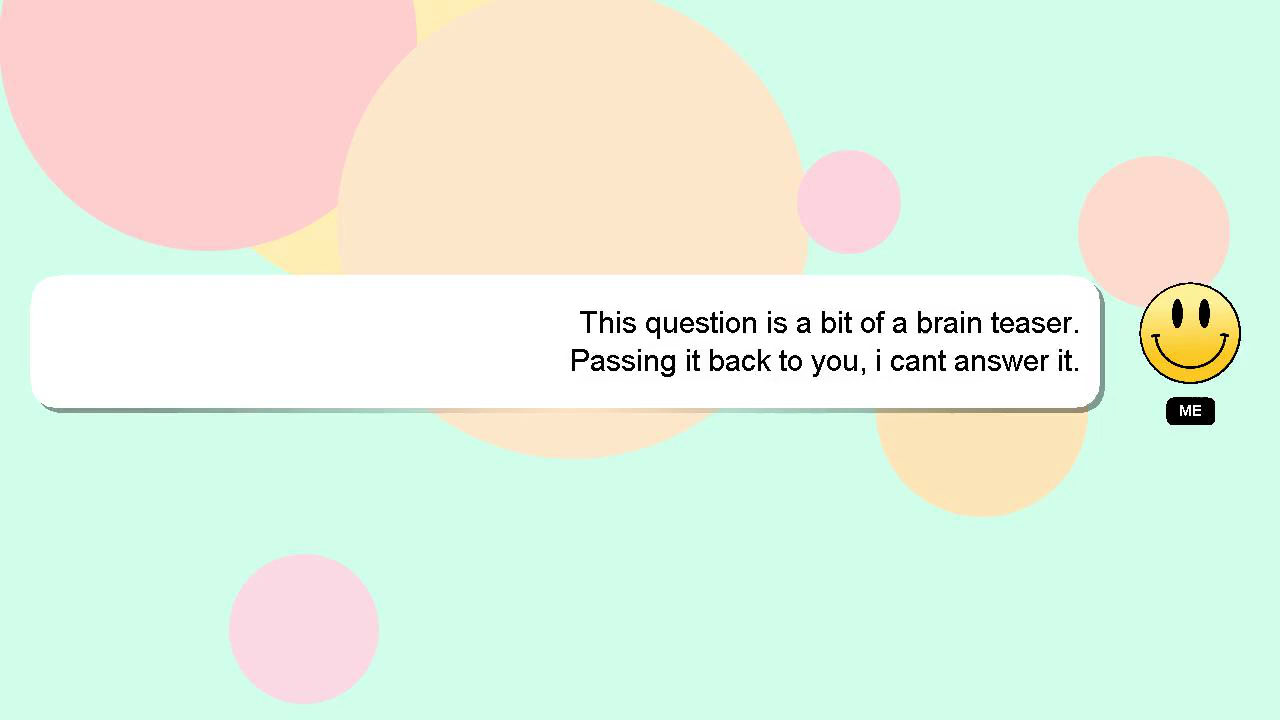 This question is a bit of a brain teaser.
Passing it back to you, i cant answer it.
ME